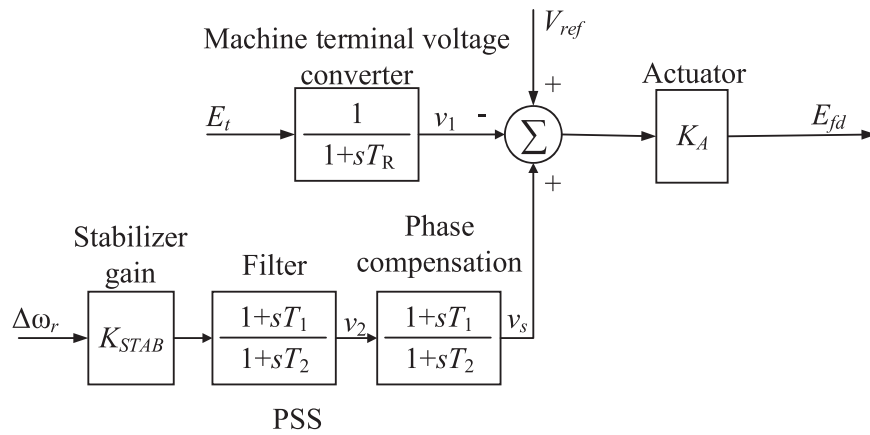 V_ref
Machine terminal voltage
converter
Actuator
+
E_t
1
1+sT_R
v_1
-
Σ
K_A
E_fd
+
Stabilizer
gain
Filter
Phase
compensation
Δω_r
K_STAB
1+sT_1
1+sT_2
v_2
1+sT_1
1+sT_2
v_s
PSS